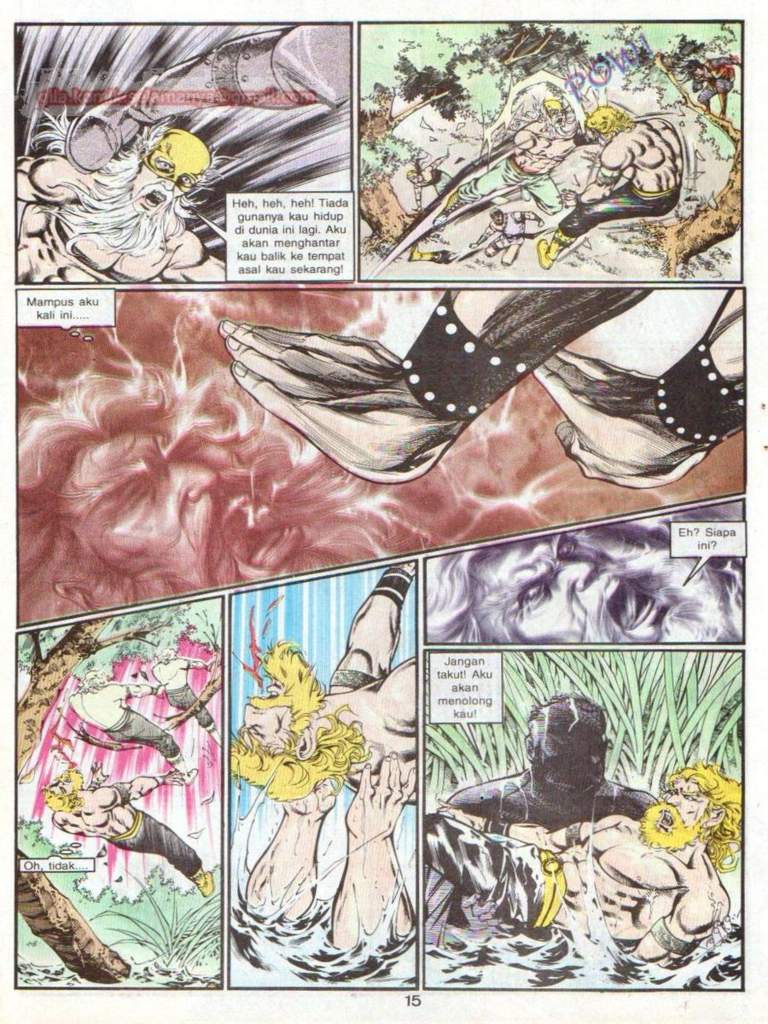 Heh, heh, heh! Tiada
gunanya kau hidup
di dunia ini lagi. Aku
akan menghantar
kau balik ke tempat
asal kau sekarang!
POW!
Mampus aku
kali ini.....
Eh? Siapa
ini?
Oh, tidak....
Jangan
takut! Aku
akan
menolong
kau!
15